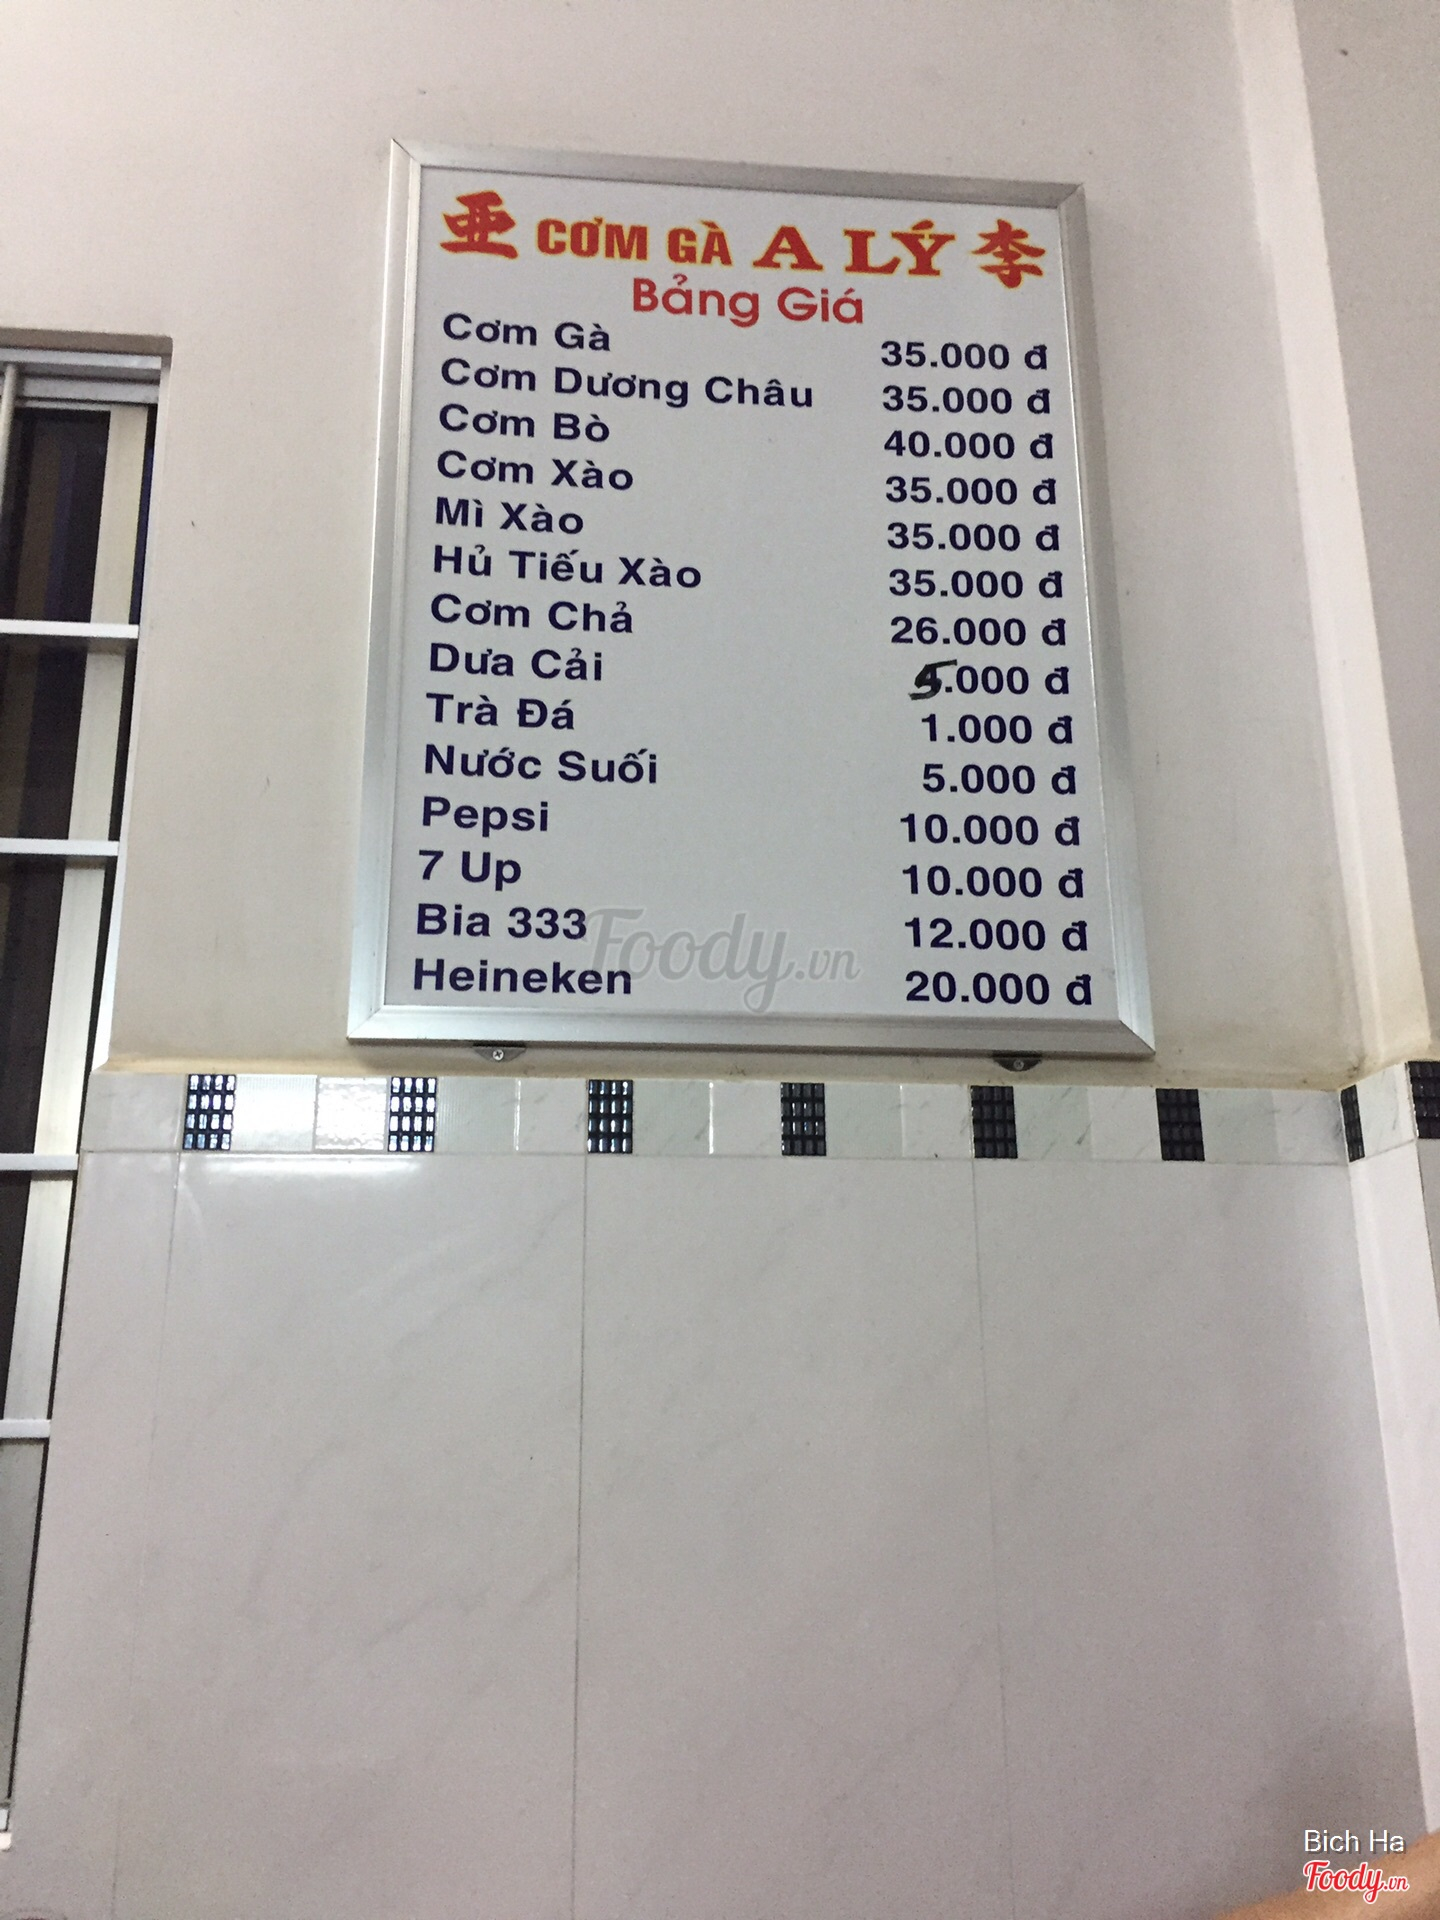 亚 CƠM GÀ A LÝ 李
Bảng Giá
Cơm Gà 35.000 đ
Cơm Dương Châu 35.000 đ
Cơm Bò 40.000 đ
Cơm Xào 35.000 đ
Mì Xào 35.000 đ
Hủ Tiếu Xào 35.000 đ
Cơm Chả 26.000 đ
Dưa Cải 5.000 đ
Trà Đá 1.000 đ
Nước Suối 5.000 đ
Pepsi 10.000 đ
7 Up 10.000 đ
Bia 333 12.000 đ
Heineken 20.000 đ
Foody.vn
Bich Ha
Foody.vn